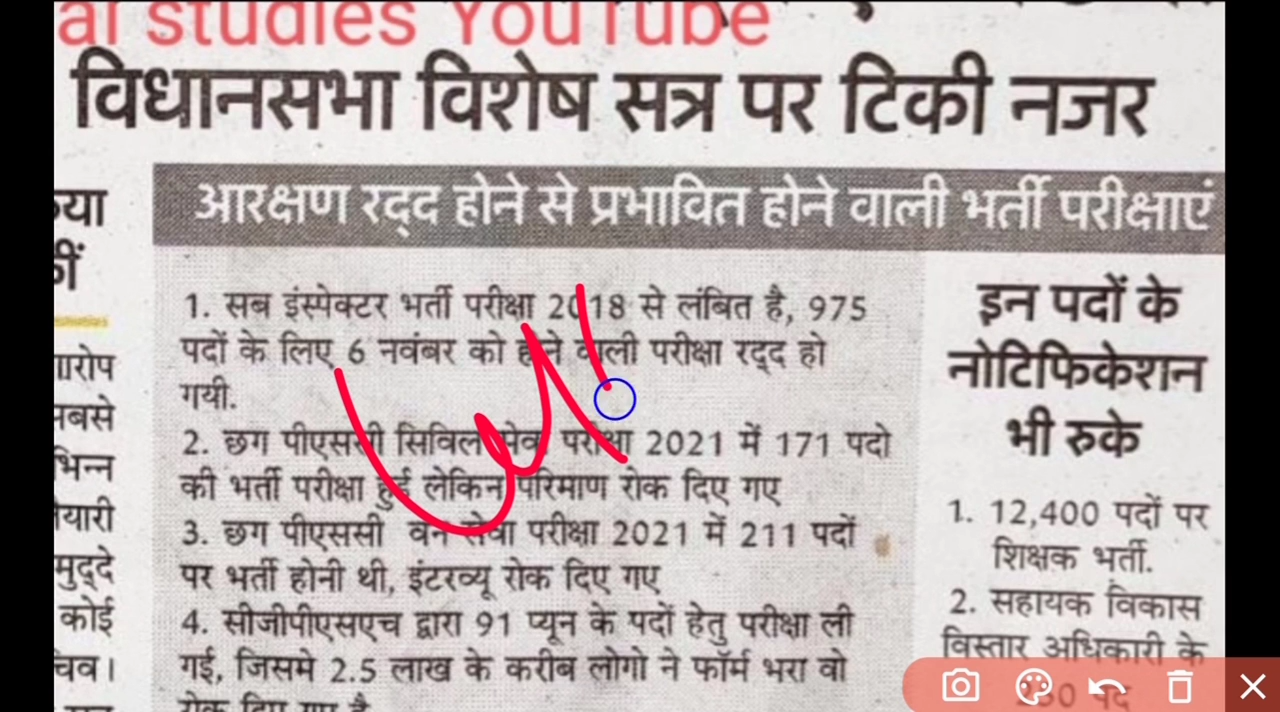 al studies YouTube
विधानसभा विशेष सत्र पर टिकी नजर
आरक्षण रद्द होने से प्रभावित होने वाली भर्ती परीक्षाएं
1. सब इंस्पेक्टर भर्ती परीक्षा 2018 से लंबित है, 975
पदों के लिए 6 नवंबर को होने वाली परीक्षा रद्द हो
गयी.
2. छग पीएससी सिविल सेवा परीक्षा 2021 में 171 पदो
की भर्ती परीक्षा हुई लेकिन परिमाण रोक दिए गए
3. छग पीएससी वन सेवा परीक्षा 2021 में 211 पदों
पर भर्ती होनी थी, इंटरव्यू रोक दिए गए
4. सीजीपीएसएच द्वारा 91 प्यून के पदों हेतु परीक्षा ली
गई, जिसमे 2.5 लाख के करीब लोगो ने फॉर्म भरा वो
रोक दिए गए है
इन पदों के
नोटिफिकेशन
भी रुके
1. 12,400 पदों पर
शिक्षक भर्ती.
2. सहायक विकास
विस्तार अधिकारी के
पद
या
ीं
ारोप
सबसे
भिन्न
यारी
मुद्दे
कोई
चिव।